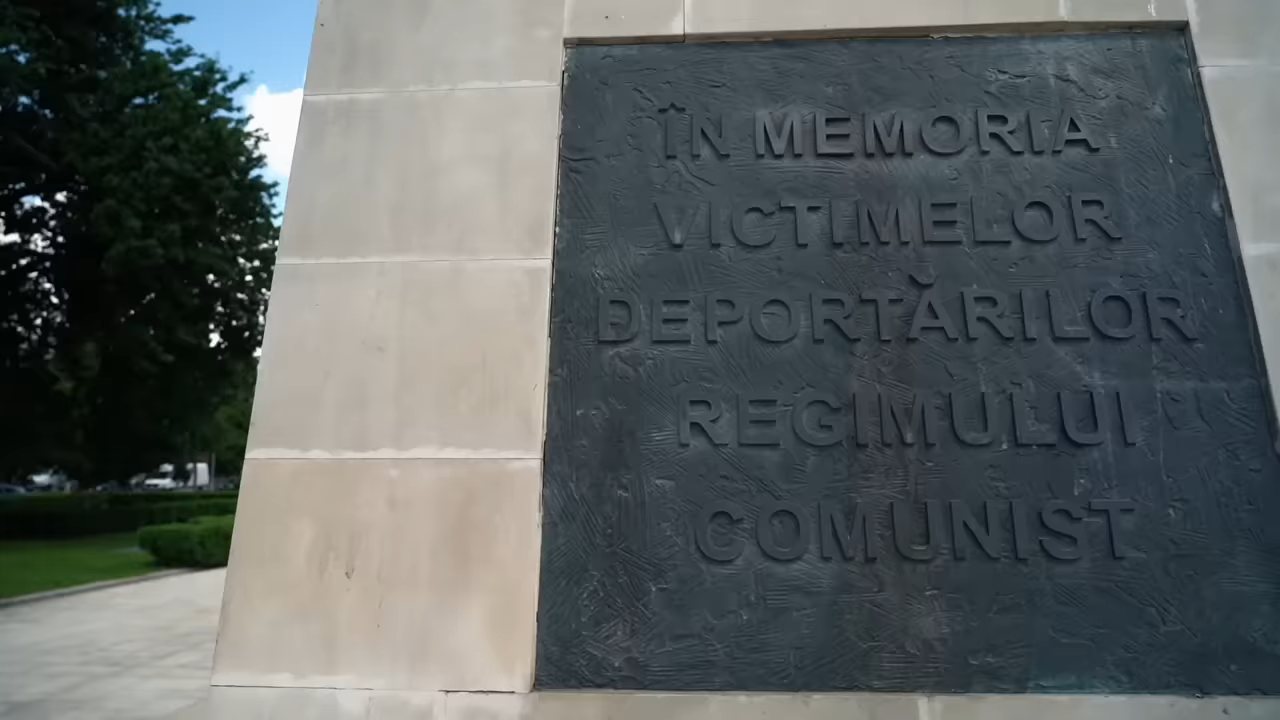 ÎN MEMORIA
VICTIMELOR
DEPORTĂRILOR
REGIMULUI
COMUNIST